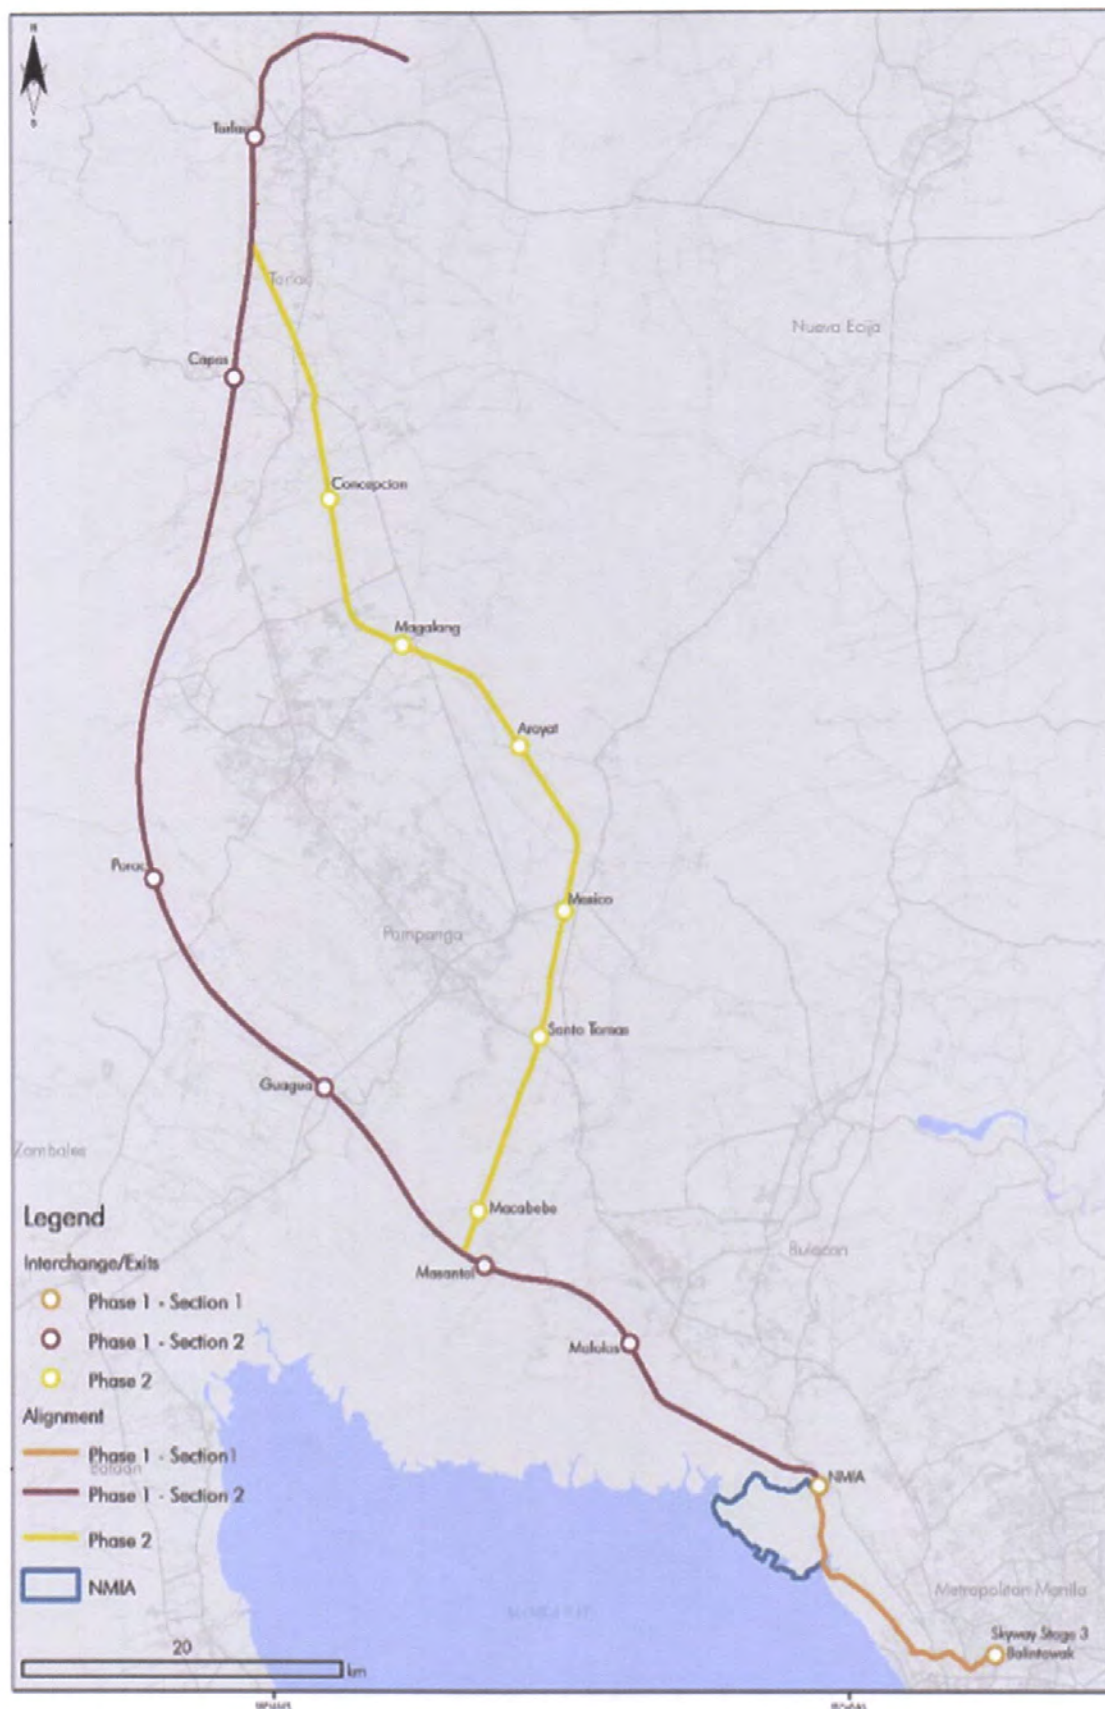 N
S
Tarlac
Tarlac
Nueva Ecija
Capas
Concepcion
Magalang
Arayat
Porac
Mexico
Pampanga
Santo Tomas
Guagua
Zambales
Macabebe
Legend
Bulacan
Interchange/Exits
Masantol
Phase 1 - Section 1
Phase 1 - Section 2
Malolos
Phase 2
Alignment
Phase 1 - Section1
Bataan
NMIA
Phase 1 - Section 2
Phase 2
NMIA
Metropolitan Manila
Skyway Stage 3
Balintawak
20
km